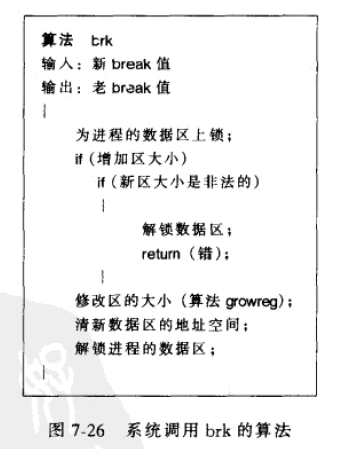 算法 brk
输入：新 break 值
输出：老 break 值
{
为进程的数据区上锁；
if (增加区大小)
if (新区大小是非法的)
{
解锁数据区；
return (错)；
}
修改区的大小 (算法 growreg)；
清新数据区的地址空间；
解锁进程的数据区；
}
图 7-26 系统调用 brk 的算法